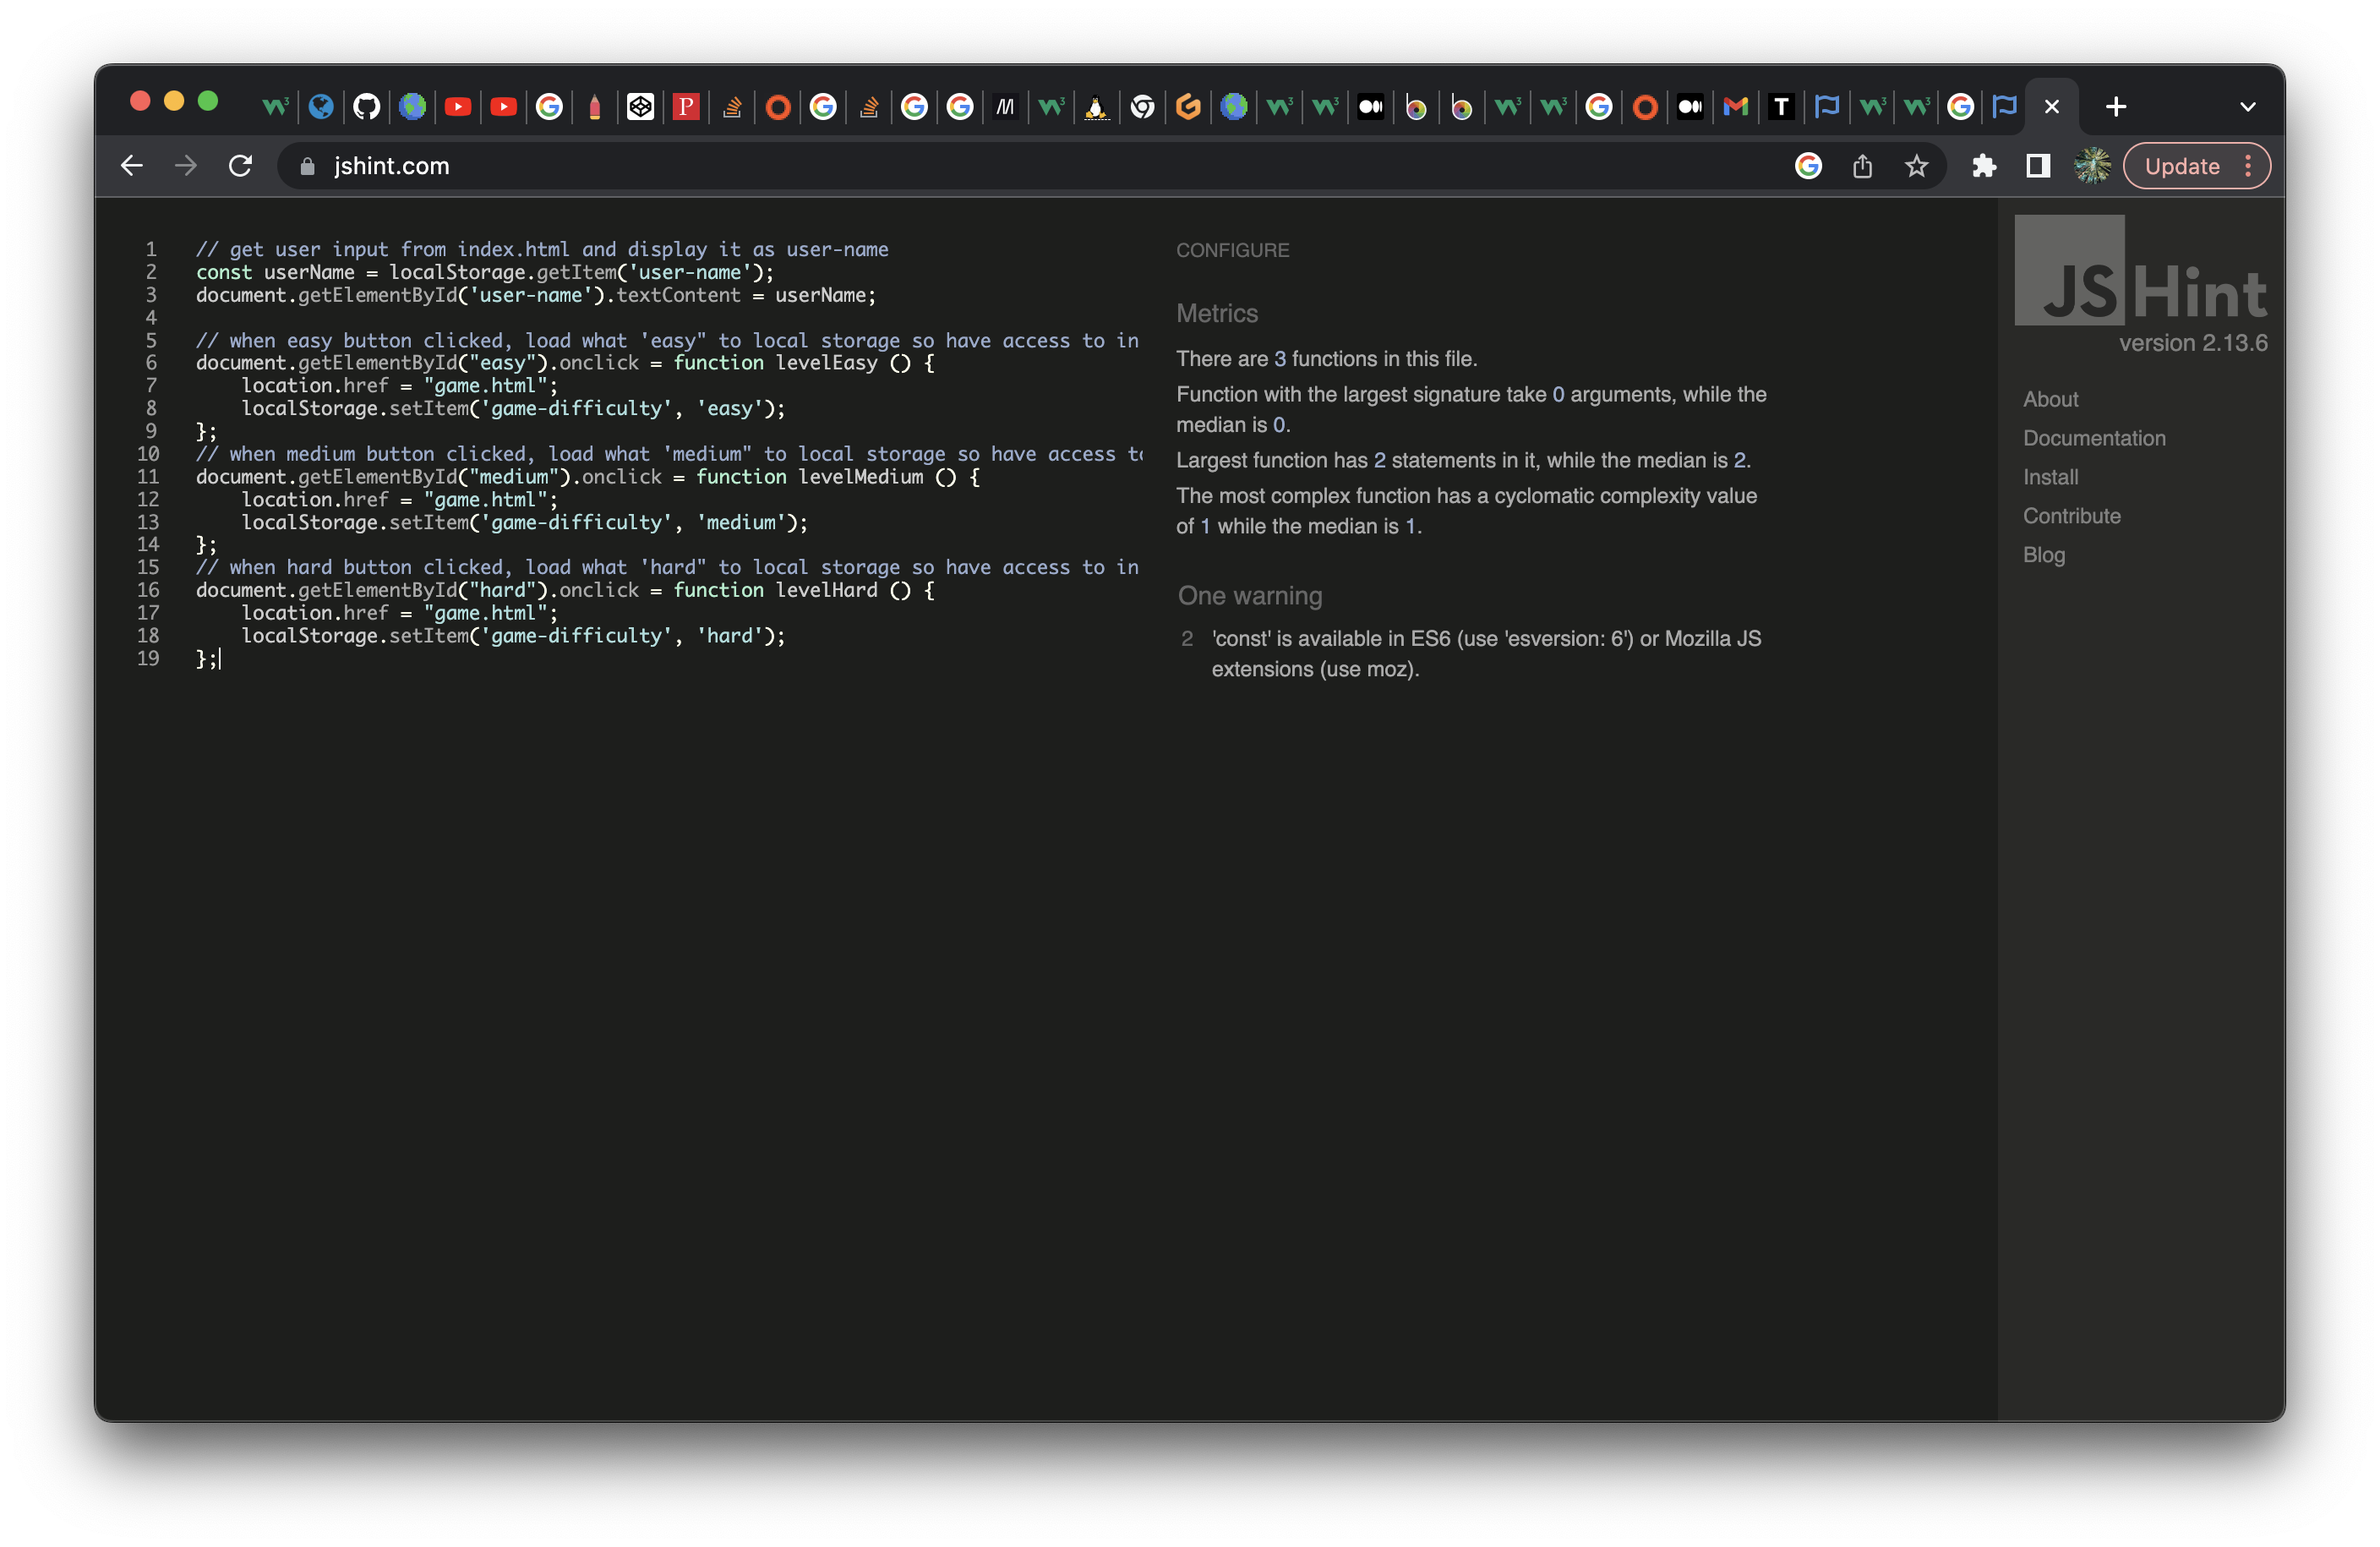 jshint.com
Update
1 // get user input from index.html and display it as user-name
2 const userName = localStorage.getItem('user-name');
3 document.getElementById('user-name').textContent = userName;
4
5 // when easy button clicked, load what 'easy" to local storage so have access to in
6 document.getElementById("easy").onclick = function levelEasy () {
7 location.href = "game.html";
8 localStorage.setItem('game-difficulty', 'easy');
9 };
10 // when medium button clicked, load what 'medium" to local storage so have access to
11 document.getElementById("medium").onclick = function levelMedium () {
12 location.href = "game.html";
13 localStorage.setItem('game-difficulty', 'medium');
14 };
15 // when hard button clicked, load what 'hard" to local storage so have access to in
16 document.getElementById("hard").onclick = function levelHard () {
17 location.href = "game.html";
18 localStorage.setItem('game-difficulty', 'hard');
19 };
CONFIGURE
Metrics
There are 3 functions in this file.
Function with the largest signature take 0 arguments, while the
median is 0.
Largest function has 2 statements in it, while the median is 2.
The most complex function has a cyclomatic complexity value
of 1 while the median is 1.
One warning
2 'const' is available in ES6 (use 'esversion: 6') or Mozilla JS
extensions (use moz).
JSHint
version 2.13.6
About
Documentation
Install
Contribute
Blog